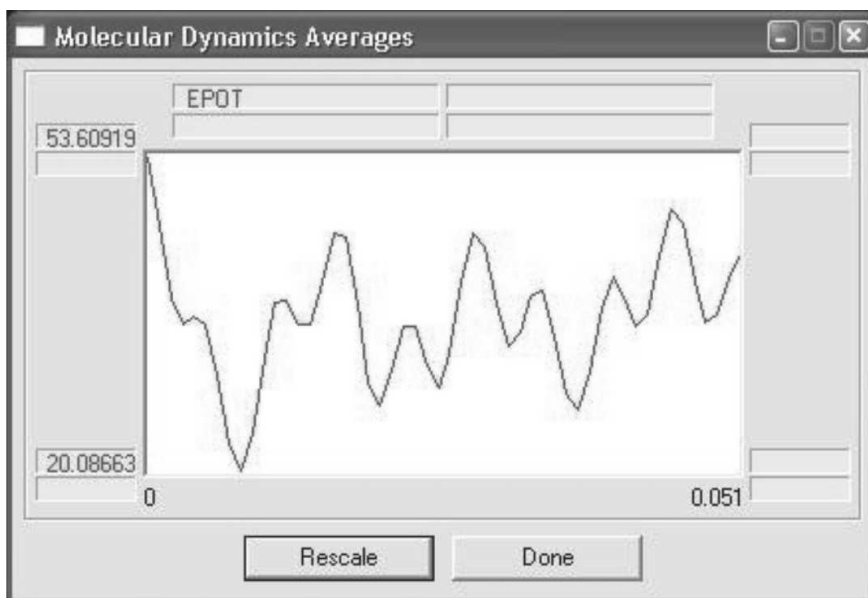 Molecular Dynamics Averages
EPOT
53.60919
20.08663
0 0.051
Rescale Done